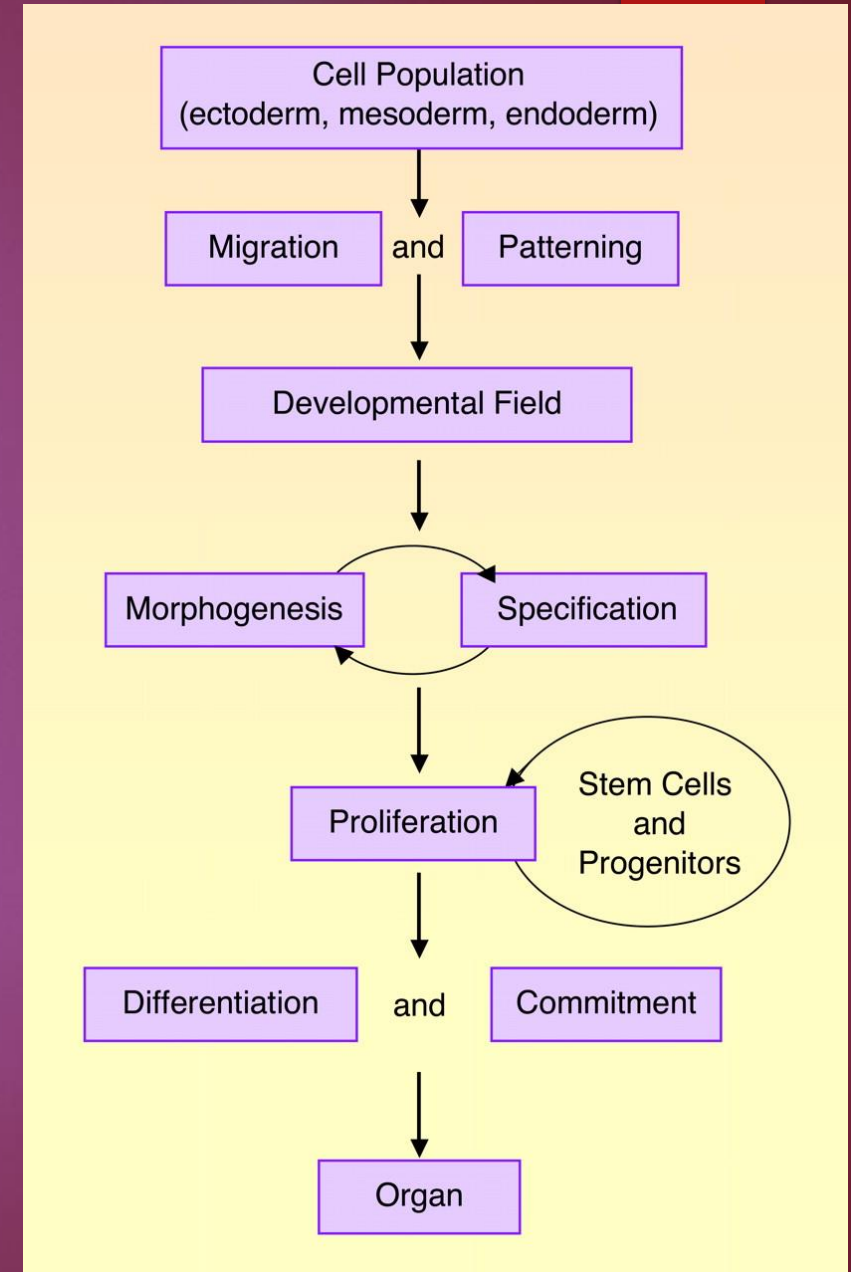 Cell Population
(ectoderm, mesoderm, endoderm)
Migration and Patterning
Developmental Field
Morphogenesis Specification
Proliferation
Stem Cells
and
Progenitors
Differentiation and Commitment
Organ